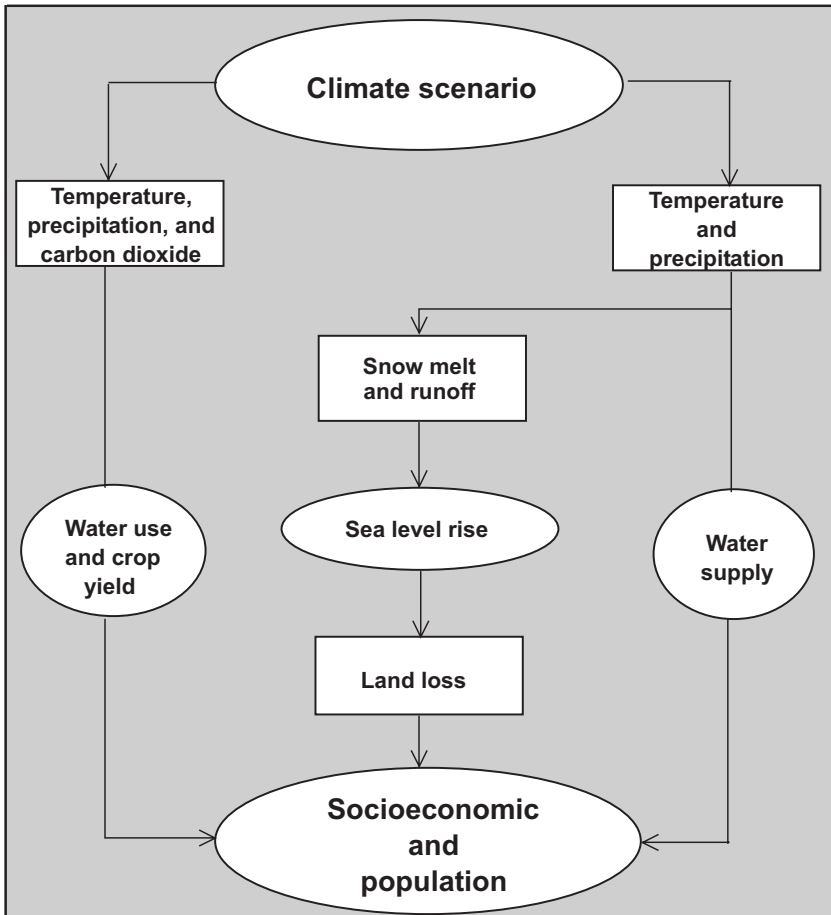 Climate scenario
Temperature,
precipitation, and
carbon dioxide
Temperature
and
precipitation
Snow melt
and runoff
Sea level rise
Water use
and crop
yield
Water
supply
Land loss
Socioeconomic
and
population